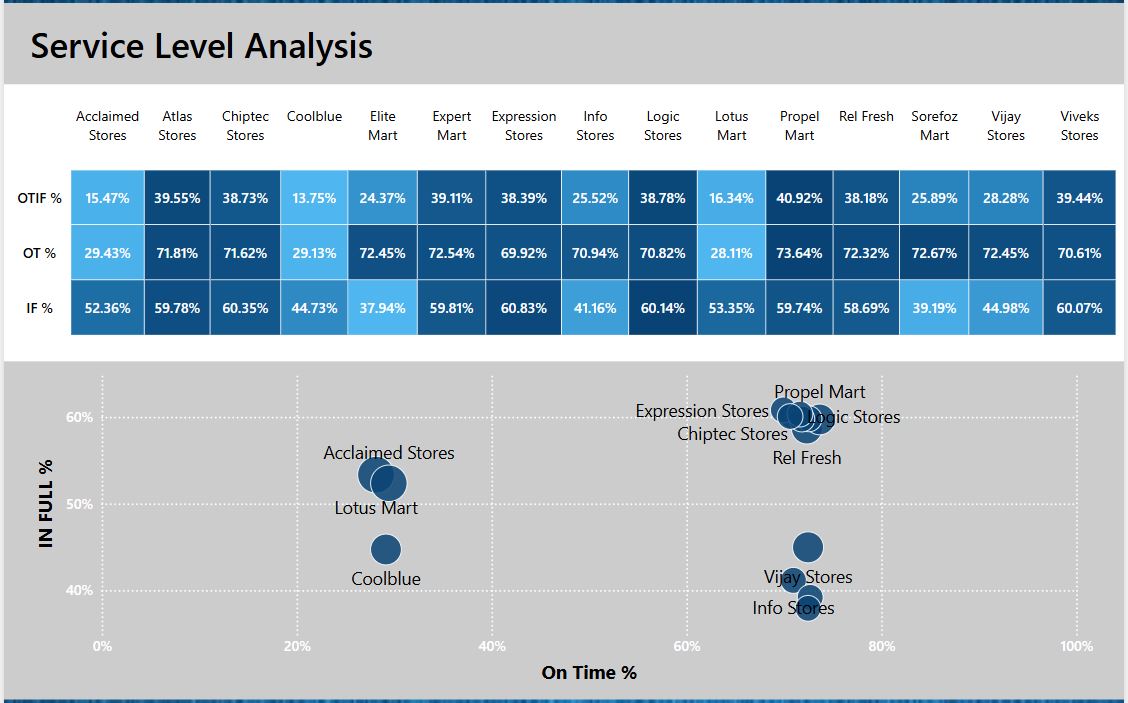 Service Level Analysis
Acclaimed Stores Atlas Stores Chiptec Stores Coolblue Elite Mart Expert Mart Expression Stores Info Stores Logic Stores Lotus Mart Propel Mart Rel Fresh Sorefoz Mart Vijay Stores Viveks Stores
OTIF % 15.47% 39.55% 38.73% 13.75% 24.37% 39.11% 38.39% 25.52% 38.78% 16.34% 40.92% 38.18% 25.89% 28.28% 39.44%
OT % 29.43% 71.81% 71.62% 29.13% 72.45% 72.54% 69.92% 70.94% 70.82% 28.11% 73.64% 72.32% 72.67% 72.45% 70.61%
IF % 52.36% 59.78% 60.35% 44.73% 37.94% 59.81% 60.83% 41.16% 60.14% 53.35% 59.74% 58.69% 39.19% 44.98% 60.07%
Propel Mart
60% Expression Stores Logic Stores
Chiptec Stores
Acclaimed Stores Rel Fresh
IN FULL %
50% Lotus Mart
Coolblue Vijay Stores
40%
Info Stores
0% 20% 40% 60% 80% 100%
On Time %